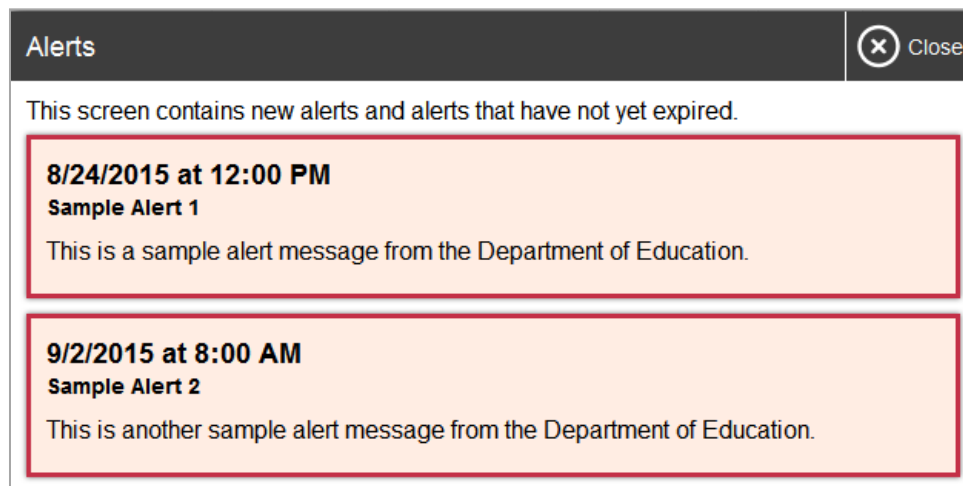 Alerts
Close
This screen contains new alerts and alerts that have not yet expired.
8/24/2015 at 12:00 PM
Sample Alert 1
This is a sample alert message from the Department of Education.
9/2/2015 at 8:00 AM
Sample Alert 2
This is another sample alert message from the Department of Education.